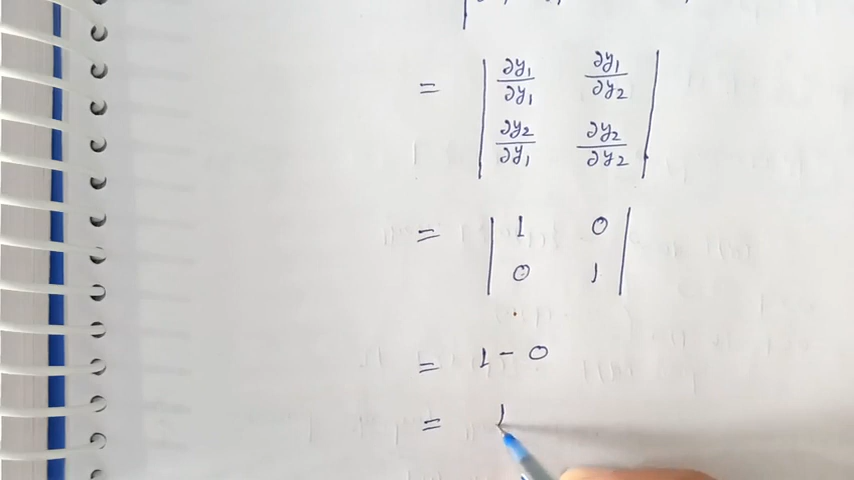 = | ∂y₁/∂y₁ ∂y₁/∂y₂ |
| ∂y₂/∂y₁ ∂y₂/∂y₂ |
= | 1 0 |
| 0 1 |
= 1 - 0
= 1